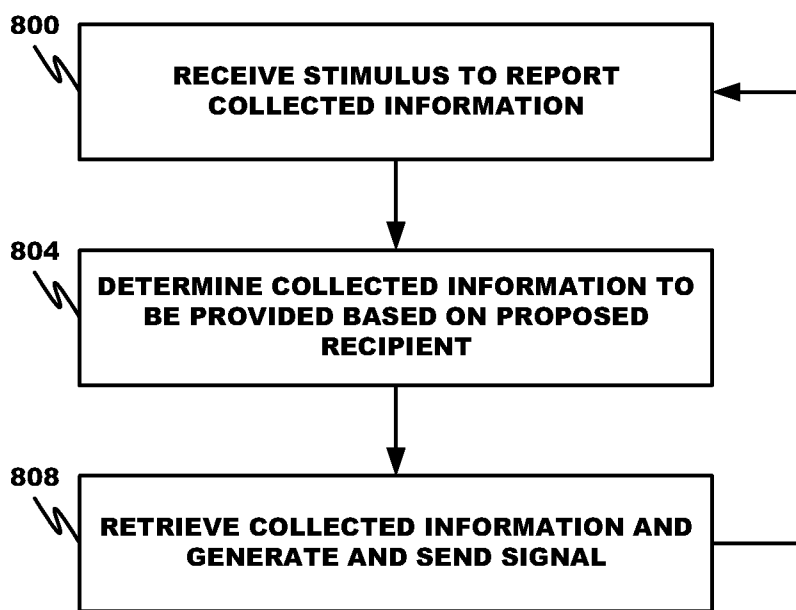 800
RECEIVE STIMULUS TO REPORT
COLLECTED INFORMATION
804
DETERMINE COLLECTED INFORMATION TO
BE PROVIDED BASED ON PROPOSED
RECIPIENT
808
RETRIEVE COLLECTED INFORMATION AND
GENERATE AND SEND SIGNAL